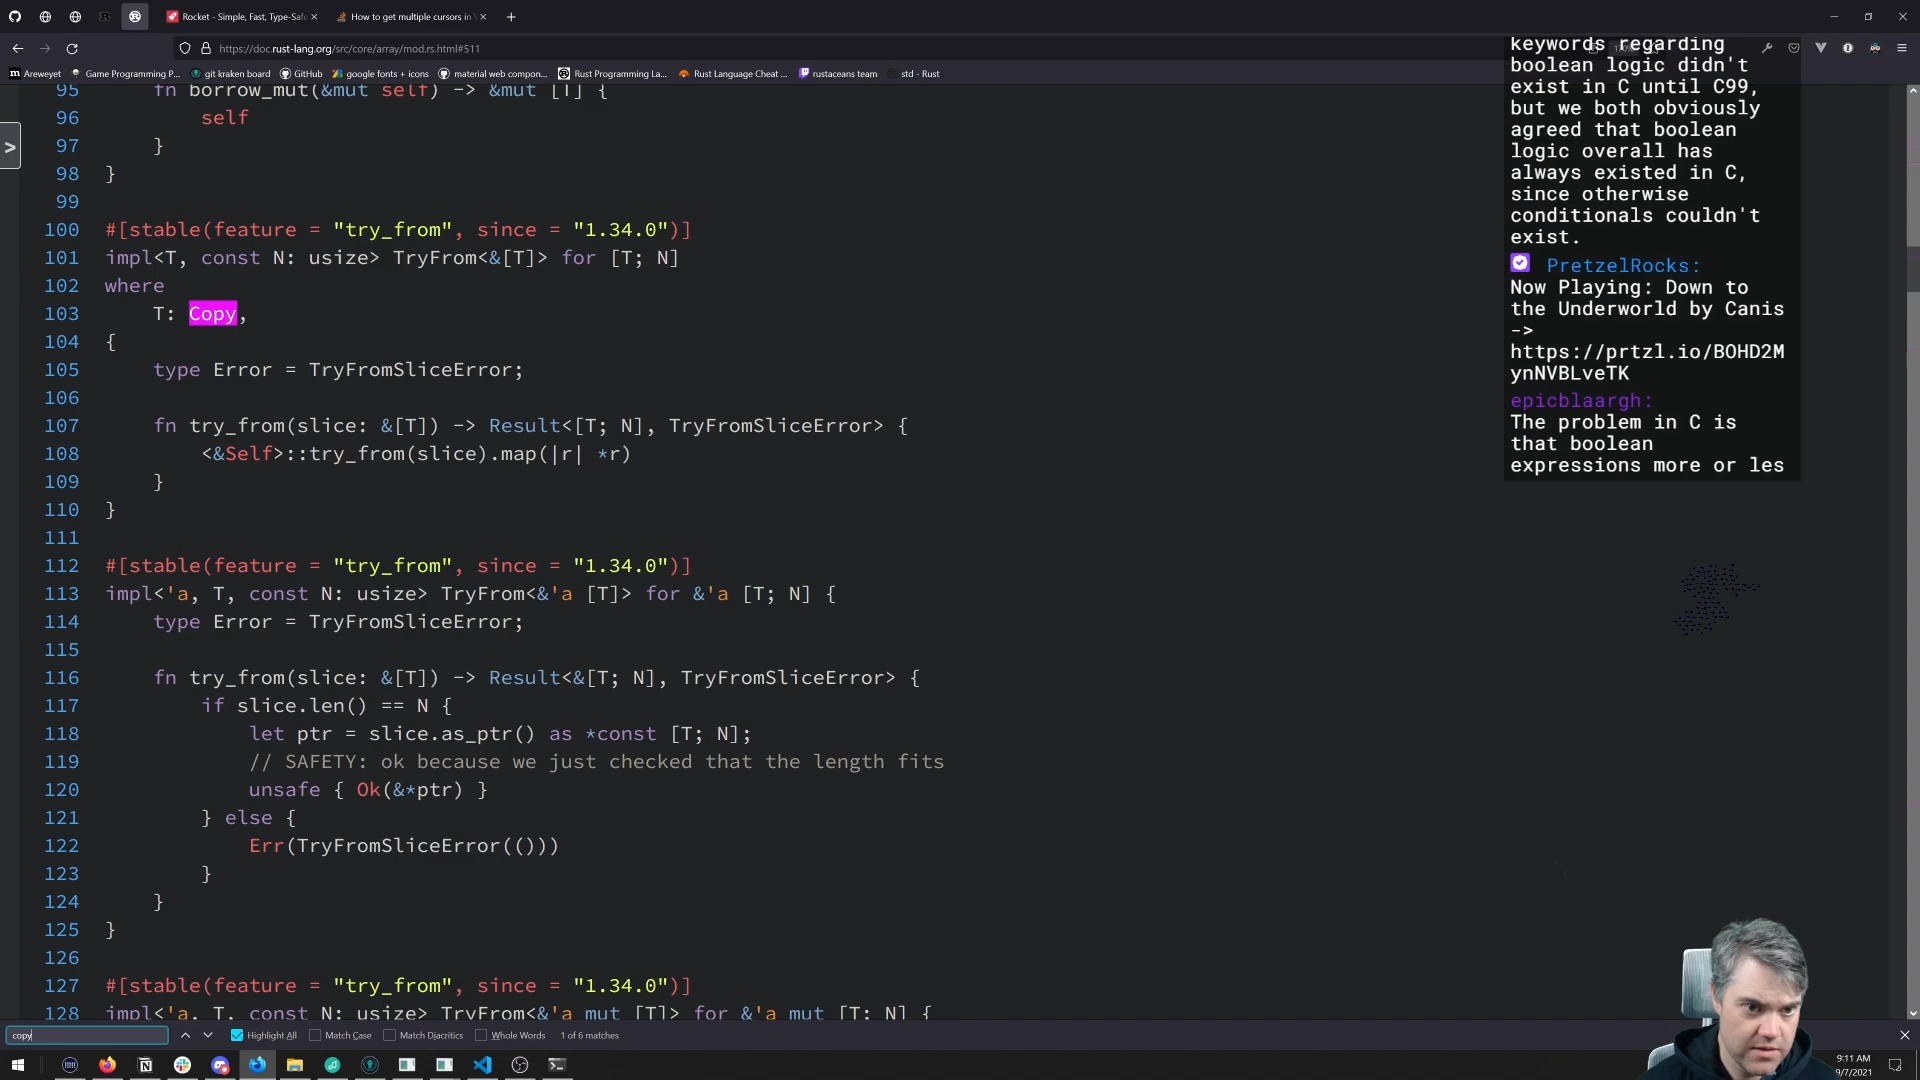 Rocket - Simple, Fast, Type-Safe
How to get multiple cursors in
https://doc.rust-lang.org/src/core/array/mod.rs.html#511
Areweyet
Game Programming P...
git kraken board
GitHub
google fonts + icons
material web compon...
Rust Programming La...
Rust Language Cheat ...
rustaceans team
std - Rust
95 fn borrow_mut(&mut self) -> &mut [T] {
96 self
97 }
98 }
99
100 #[stable(feature = "try_from", since = "1.34.0")]
101 impl<T, const N: usize> TryFrom<&[T]> for [T; N]
102 where
103 T: Copy,
104 {
105 type Error = TryFromSliceError;
106
107 fn try_from(slice: &[T]) -> Result<[T; N], TryFromSliceError> {
108 <&Self>::try_from(slice).map(|r| *r)
109 }
110 }
111
112 #[stable(feature = "try_from", since = "1.34.0")]
113 impl<'a, T, const N: usize> TryFrom<&'a [T]> for &'a [T; N] {
114 type Error = TryFromSliceError;
115
116 fn try_from(slice: &[T]) -> Result<&[T; N], TryFromSliceError> {
117 if slice.len() == N {
118 let ptr = slice.as_ptr() as *const [T; N];
119 // SAFETY: ok because we just checked that the length fits
120 unsafe { Ok(&*ptr) }
121 } else {
122 Err(TryFromSliceError(()))
123 }
124 }
125 }
126
127 #[stable(feature = "try_from", since = "1.34.0")]
128 impl<'a, T, const N: usize> TryFrom<&'a mut [T]> for &'a mut [T; N] {
keywords regarding
boolean logic didn't
exist in C until C99,
but we both obviously
agreed that boolean
logic overall has
always existed in C,
since otherwise
conditionals couldn't
exist.
PretzelRocks:
Now Playing: Down to
the Underworld by Canis
->
https://prtzl.io/BOHD2M
ynNVBLveTK
epicblaargh:
The problem in C is
that boolean
expressions more or les
copy
Highlight All
Match Case
Match Diacritics
Whole Words
1 of 6 matches
9:11 AM
9/7/2021